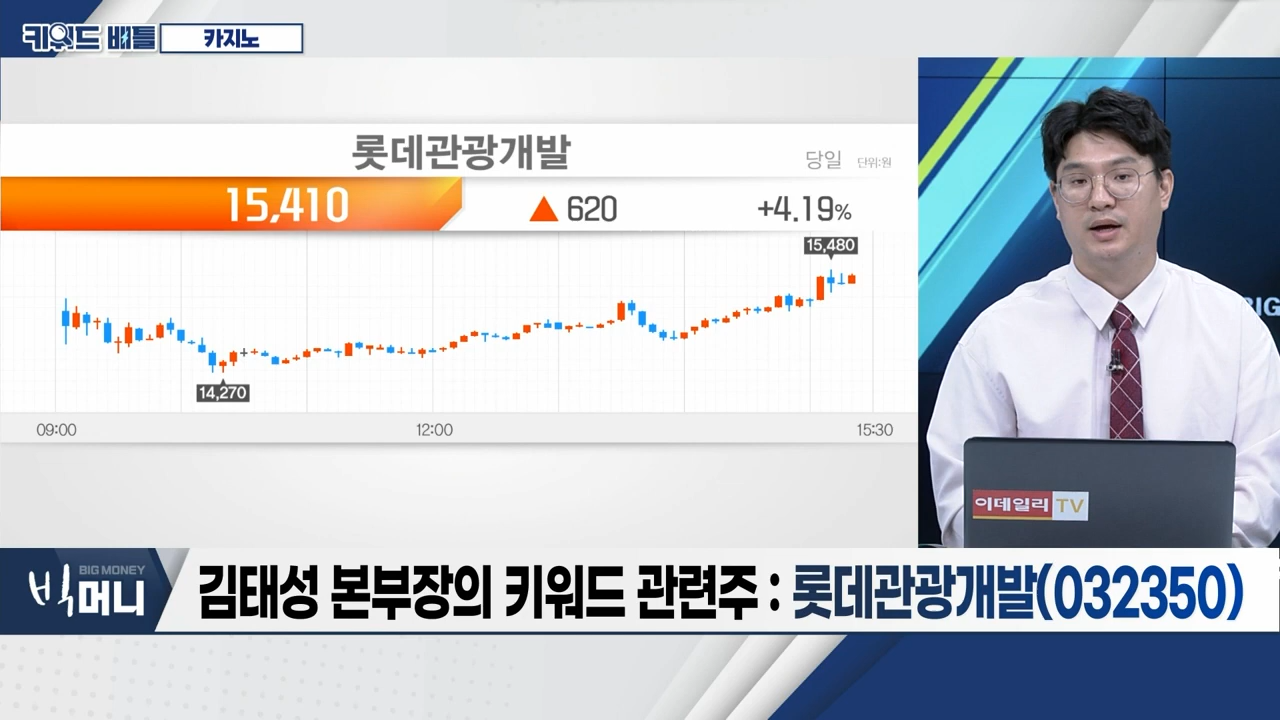 키워드 배틀 카지노
롯데관광개발
당일 단위:원
15,410 ▲ 620 +4.19%
15,480
14,270
09:00 12:00 15:30
BIG
이데일리 TV
BIG MONEY
빅머니
김태성 본부장의 키워드 관련주 : 롯데관광개발(032350)